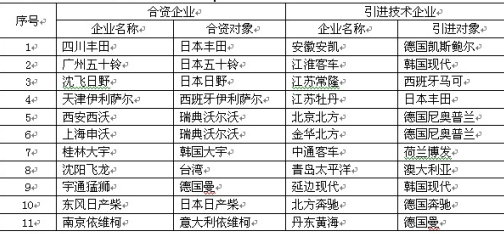 序号 合资企业 引进技术企业
企业名称 合资对象 企业名称 引进对象
1 四川丰田 日本丰田 安徽安凯 德国凯斯鲍尔
2 广州五十铃 日本五十铃 江淮客车 韩国现代
3 沈飞日野 日本日野 江苏常隆 西班牙马可
4 天津伊利萨尔 西班牙伊利萨尔 江苏牡丹 日本丰田
5 西安西沃 瑞典沃尔沃 北京北方 德国尼奥普兰
6 上海申沃 瑞典沃尔沃 金华北方 德国尼奥普兰
7 桂林大宇 韩国大宇 中通客车 荷兰博发
8 沈阳飞龙 台湾 青岛太平洋 澳大利亚
9 宇通猛狮 德国曼 延边现代 韩国现代
10 东风日产柴 日本日产柴 北方奔驰 德国奔驰
11 南京依维柯 意大利依维柯 丹东黄海 德国曼